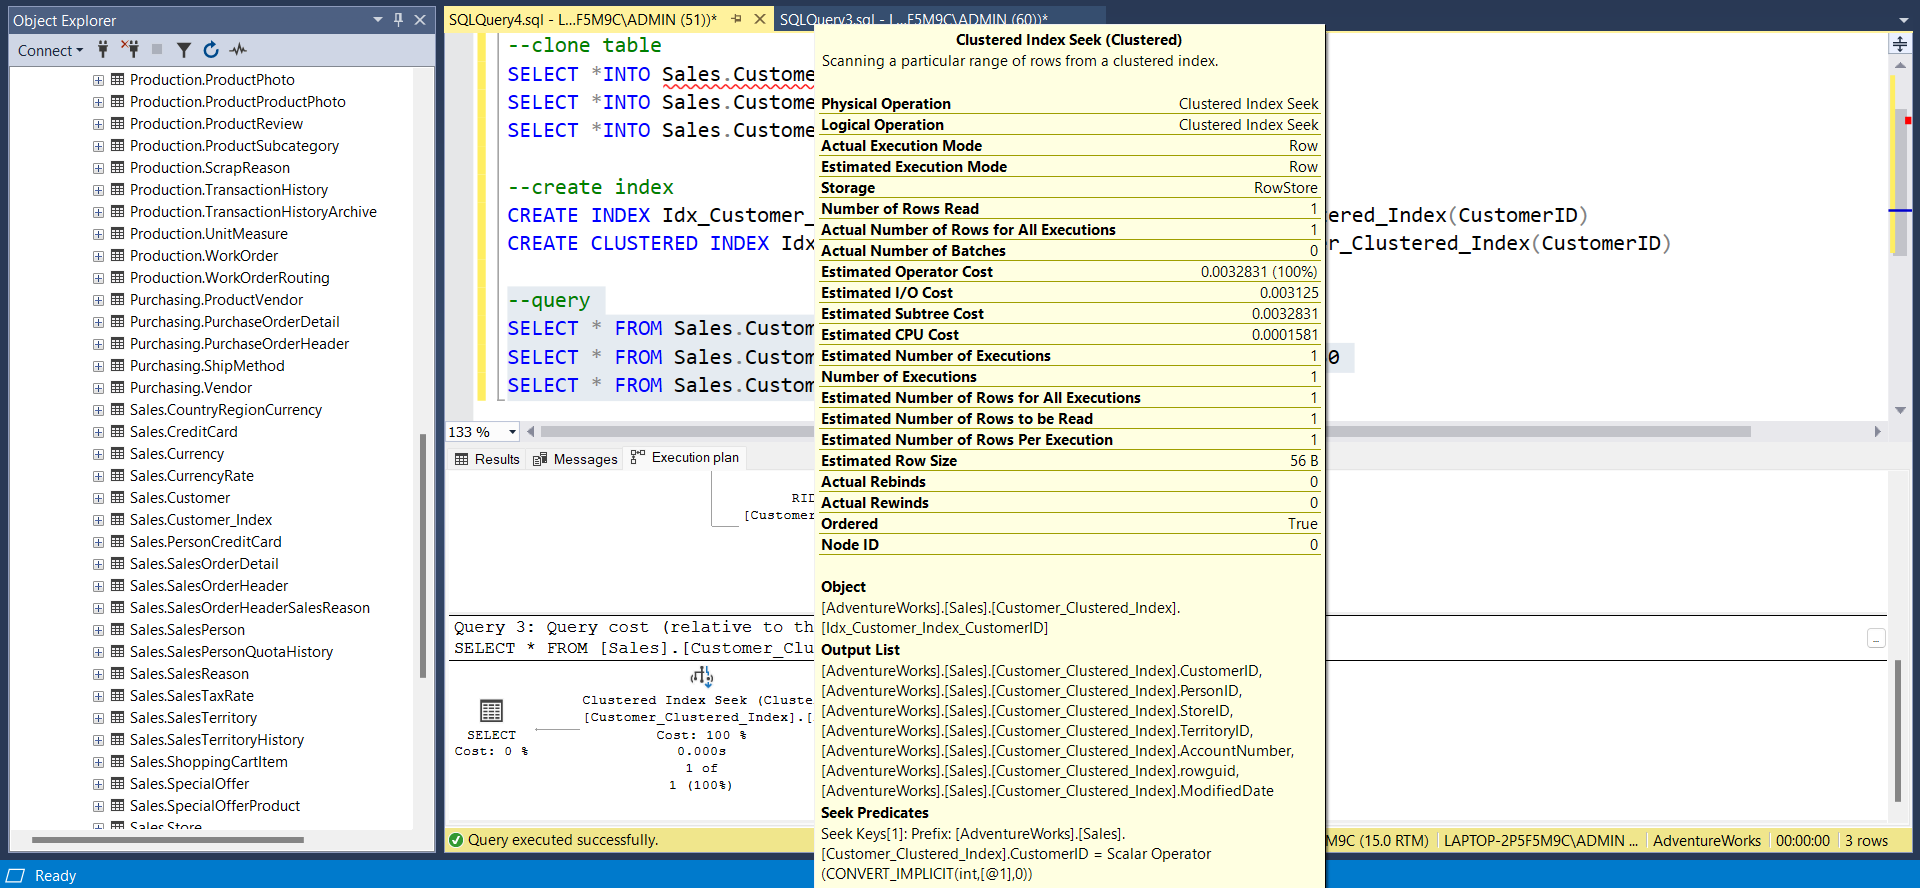 Object Explorer
Connect
Production.ProductPhoto
Production.ProductProductPhoto
Production.ProductReview
Production.ProductSubcategory
Production.ScrapReason
Production.TransactionHistory
Production.TransactionHistoryArchive
Production.UnitMeasure
Production.WorkOrder
Production.WorkOrderRouting
Purchasing.ProductVendor
Purchasing.PurchaseOrderDetail
Purchasing.PurchaseOrderHeader
Purchasing.ShipMethod
Purchasing.Vendor
Sales.CountryRegionCurrency
Sales.CreditCard
Sales.Currency
Sales.CurrencyRate
Sales.Customer
Sales.Customer_Index
Sales.PersonCreditCard
Sales.SalesOrderDetail
Sales.SalesOrderHeader
Sales.SalesOrderHeaderSalesReason
Sales.SalesPerson
Sales.SalesPersonQuotaHistory
Sales.SalesReason
Sales.SalesTaxRate
Sales.SalesTerritory
Sales.SalesTerritoryHistory
Sales.ShoppingCartItem
Sales.SpecialOffer
Sales.SpecialOfferProduct
Sales.Store
SQLQuery4.sql - L...F5M9C\ADMIN (51))*
SQLQuery3.sql - L...F5M9C\ADMIN (60))*
--clone table
SELECT *INTO Sales.Custome
SELECT *INTO Sales.Custome
SELECT *INTO Sales.Custome
--create index
CREATE INDEX Idx_Customer_ ered_Index(CustomerID)
CREATE CLUSTERED INDEX Idx r_Clustered_Index(CustomerID)
--query
SELECT * FROM Sales.Custom
SELECT * FROM Sales.Custom 0
SELECT * FROM Sales.Custom
133 %
Results Messages Execution plan
RID
[Customer
Query 3: Query cost (relative to th
SELECT * FROM [Sales].[Customer_Clu
SELECT
Cost: 0 %
Clustered Index Seek (Cluste
[Customer_Clustered_Index].[
Cost: 100 %
0.000s
1 of
1 (100%)
Clustered Index Seek (Clustered)
Scanning a particular range of rows from a clustered index.
Physical Operation Clustered Index Seek
Logical Operation Clustered Index Seek
Actual Execution Mode Row
Estimated Execution Mode Row
Storage RowStore
Number of Rows Read 1
Actual Number of Rows for All Executions 1
Actual Number of Batches 0
Estimated Operator Cost 0.0032831 (100%)
Estimated I/O Cost 0.003125
Estimated Subtree Cost 0.0032831
Estimated CPU Cost 0.0001581
Estimated Number of Executions 1
Number of Executions 1
Estimated Number of Rows for All Executions 1
Estimated Number of Rows to be Read 1
Estimated Number of Rows Per Execution 1
Estimated Row Size 56 B
Actual Rebinds 0
Actual Rewinds 0
Ordered True
Node ID 0
Object
[AdventureWorks].[Sales].[Customer_Clustered_Index].
[Idx_Customer_Index_CustomerID]
Output List
[AdventureWorks].[Sales].[Customer_Clustered_Index].CustomerID,
[AdventureWorks].[Sales].[Customer_Clustered_Index].PersonID,
[AdventureWorks].[Sales].[Customer_Clustered_Index].StoreID,
[AdventureWorks].[Sales].[Customer_Clustered_Index].TerritoryID,
[AdventureWorks].[Sales].[Customer_Clustered_Index].AccountNumber,
[AdventureWorks].[Sales].[Customer_Clustered_Index].rowguid,
[AdventureWorks].[Sales].[Customer_Clustered_Index].ModifiedDate
Seek Predicates
Seek Keys[1]: Prefix: [AdventureWorks].[Sales].
[Customer_Clustered_Index].CustomerID = Scalar Operator
(CONVERT_IMPLICIT(int,[@1],0))
Query executed successfully.
M9C (15.0 RTM) LAPTOP-2P5F5M9C\ADMIN ... AdventureWorks 00:00:00 3 rows
Ready